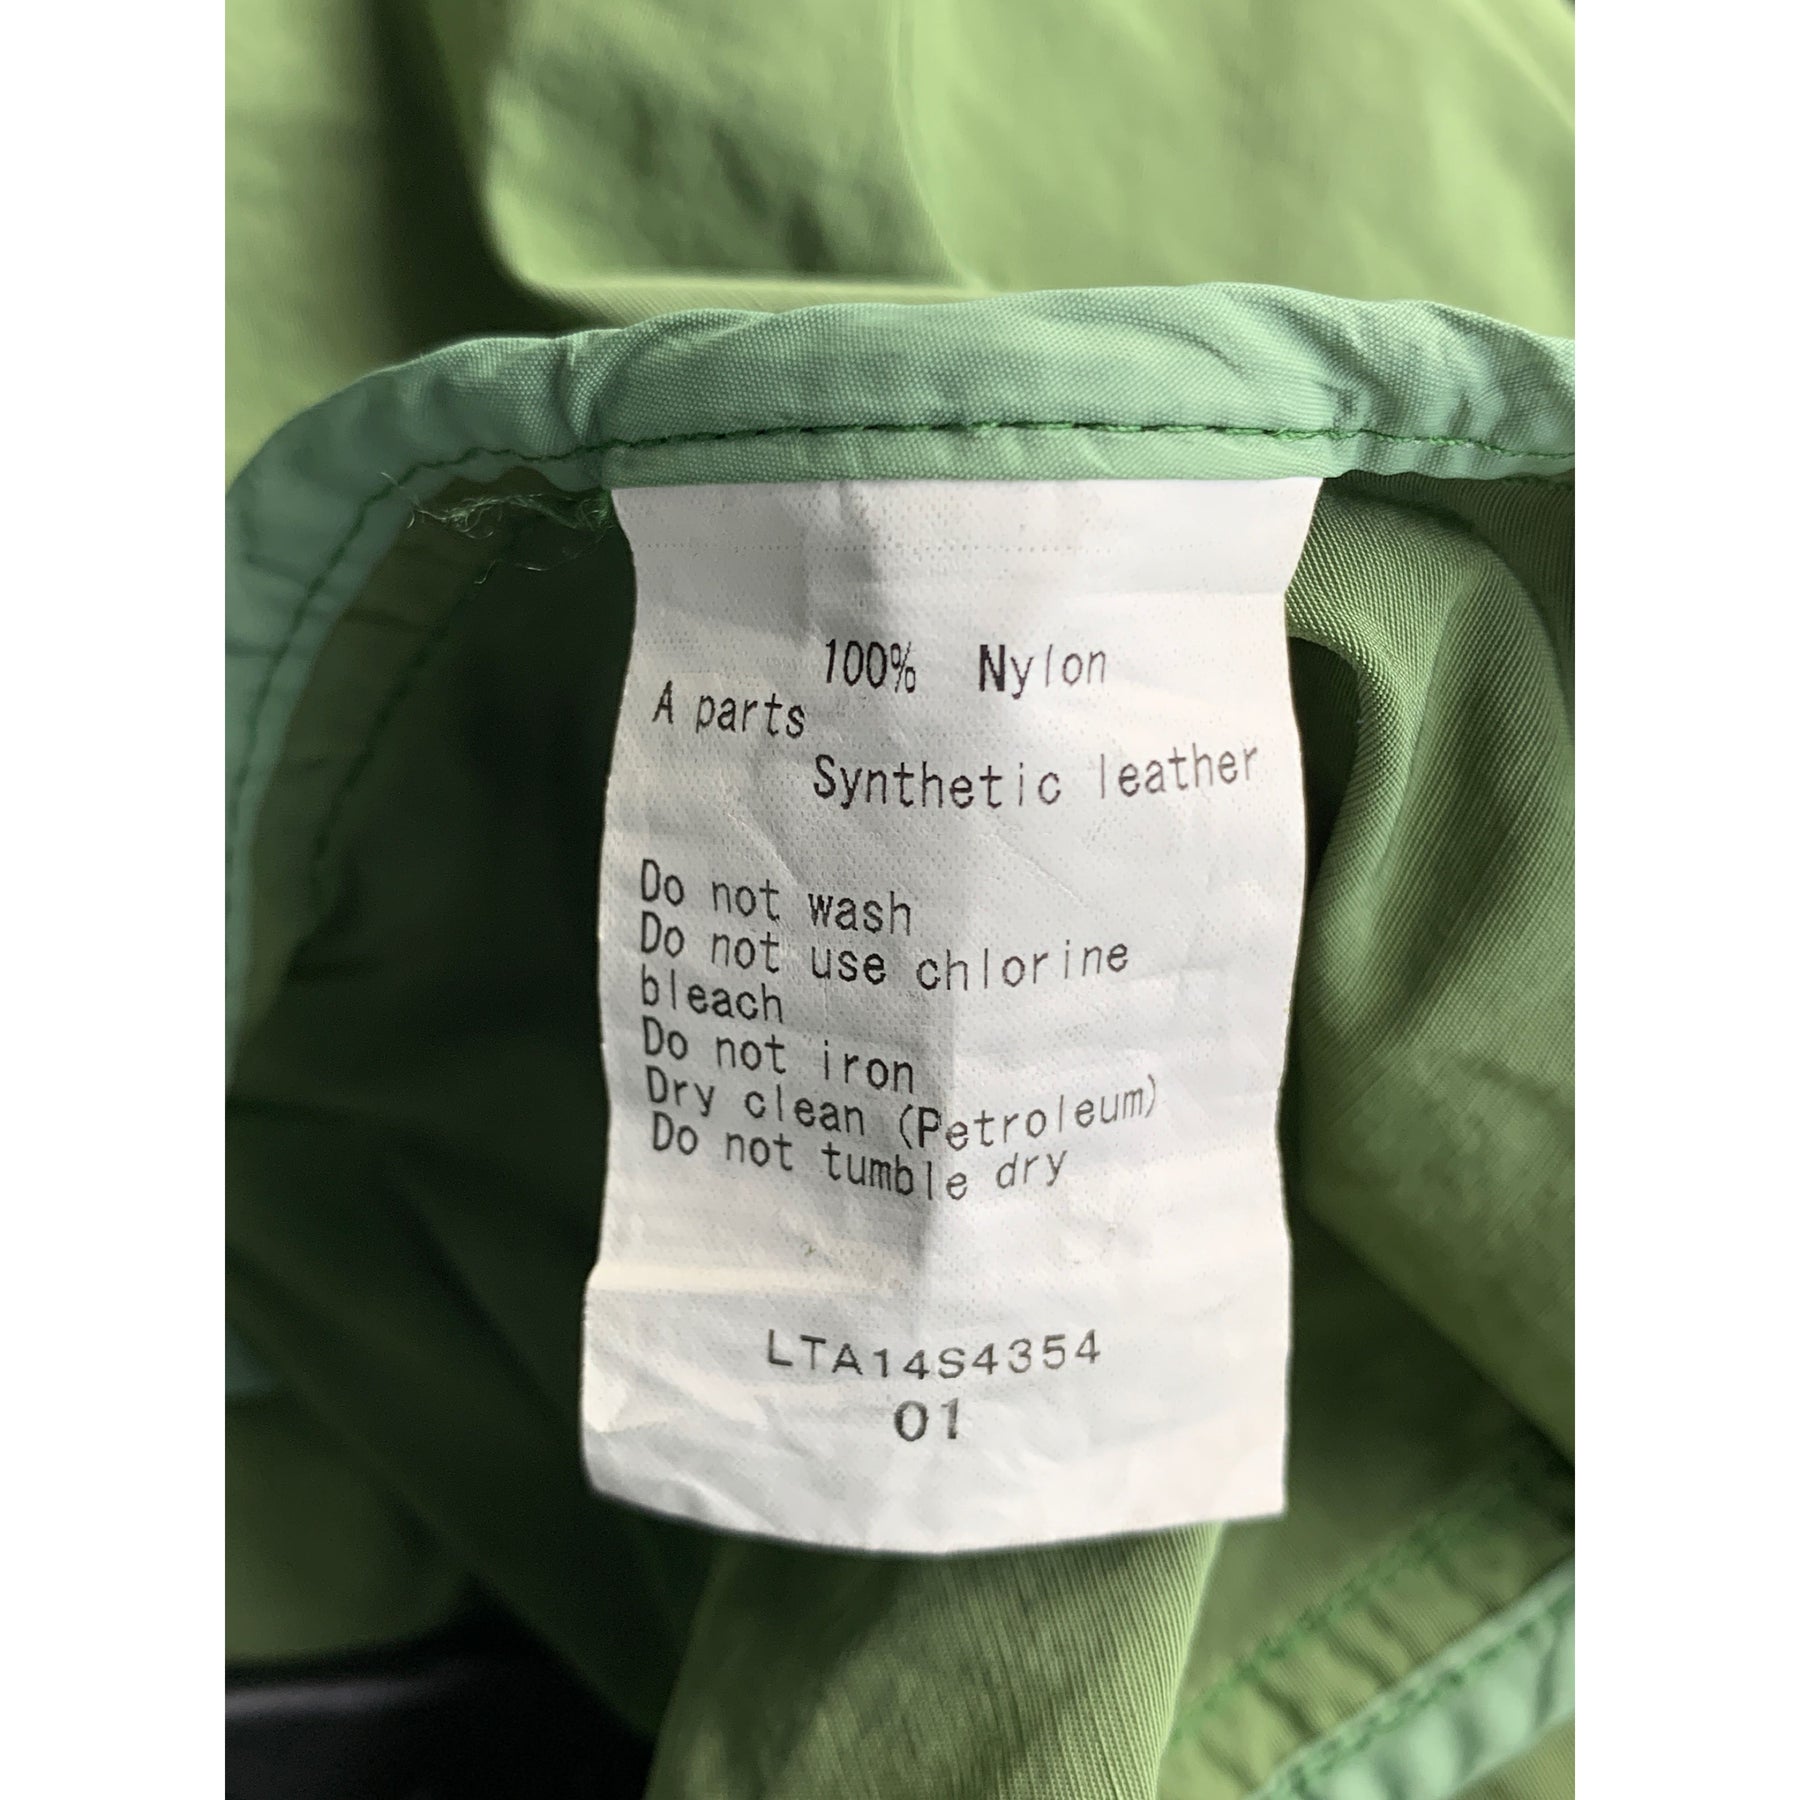 100% Nylon
A parts
Synthetic leather
Do not wash
Do not use chlorine
bleach
Do not iron
Dry clean (Petroleum)
Do not tumble dry
LTA14S4354
01